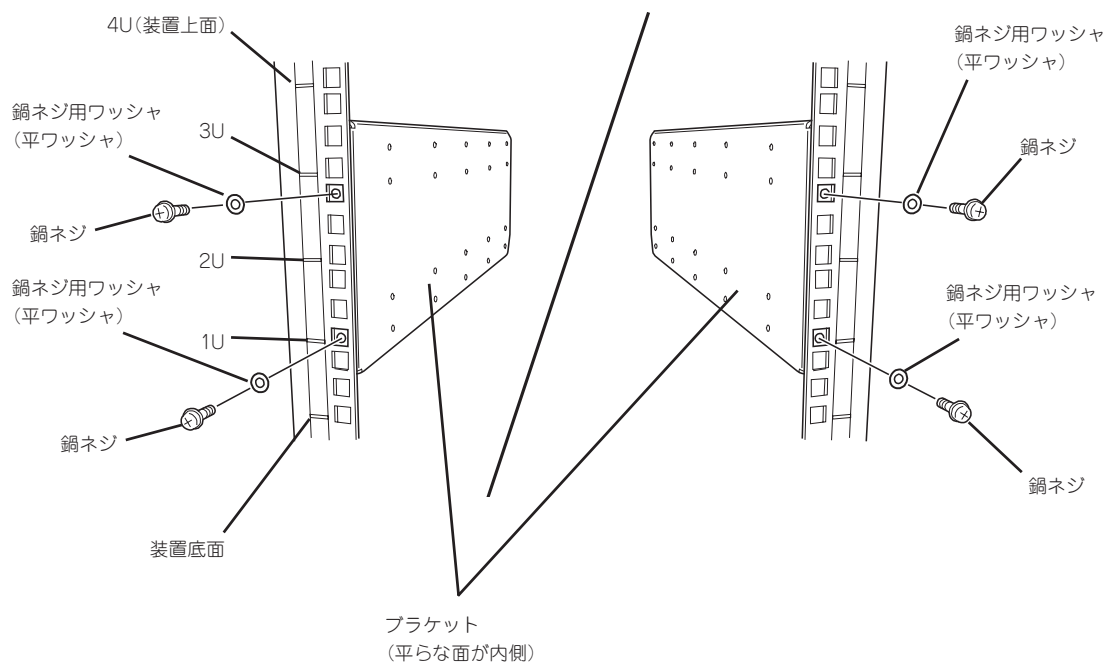 4U（装置上面）
鍋ネジ用ワッシャ
（平ワッシャ）
鍋ネジ用ワッシャ
（平ワッシャ）
3U
鍋ネジ
鍋ネジ
2U
鍋ネジ用ワッシャ
（平ワッシャ）
鍋ネジ用ワッシャ
（平ワッシャ）
1U
鍋ネジ
鍋ネジ
装置底面
ブラケット
（平らな面が内側）